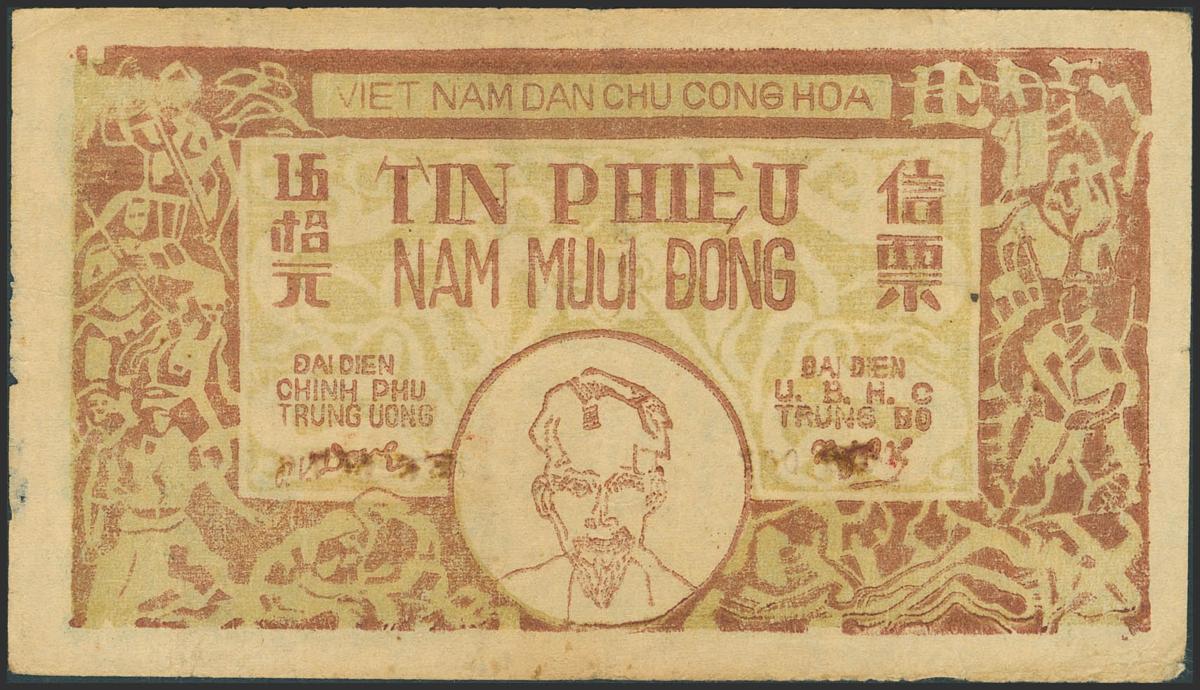 VIET NAM DAN CHU CONG HOA
伍拾元
TIN PHIẾU
信票
NAM MUOI ĐONG
ĐAI DIEN
CHINH PHU
TRUNG UONG
ĐAI DIEN
U. B. H. C
TRUNG BO